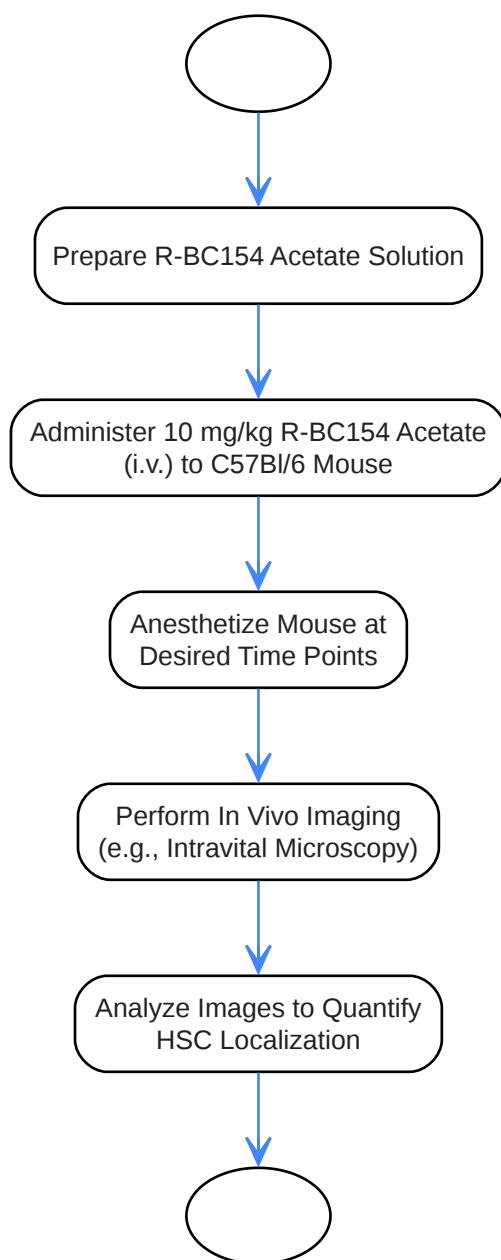 Prepare R-BC154 Acetate Solution
Administer 10 mg/kg R-BC154 Acetate
(i.v.) to C57Bl/6 Mouse
Anesthetize Mouse at
Desired Time Points
Perform In Vivo Imaging
(e.g., Intravital Microscopy)
Analyze Images to Quantify
HSC Localization